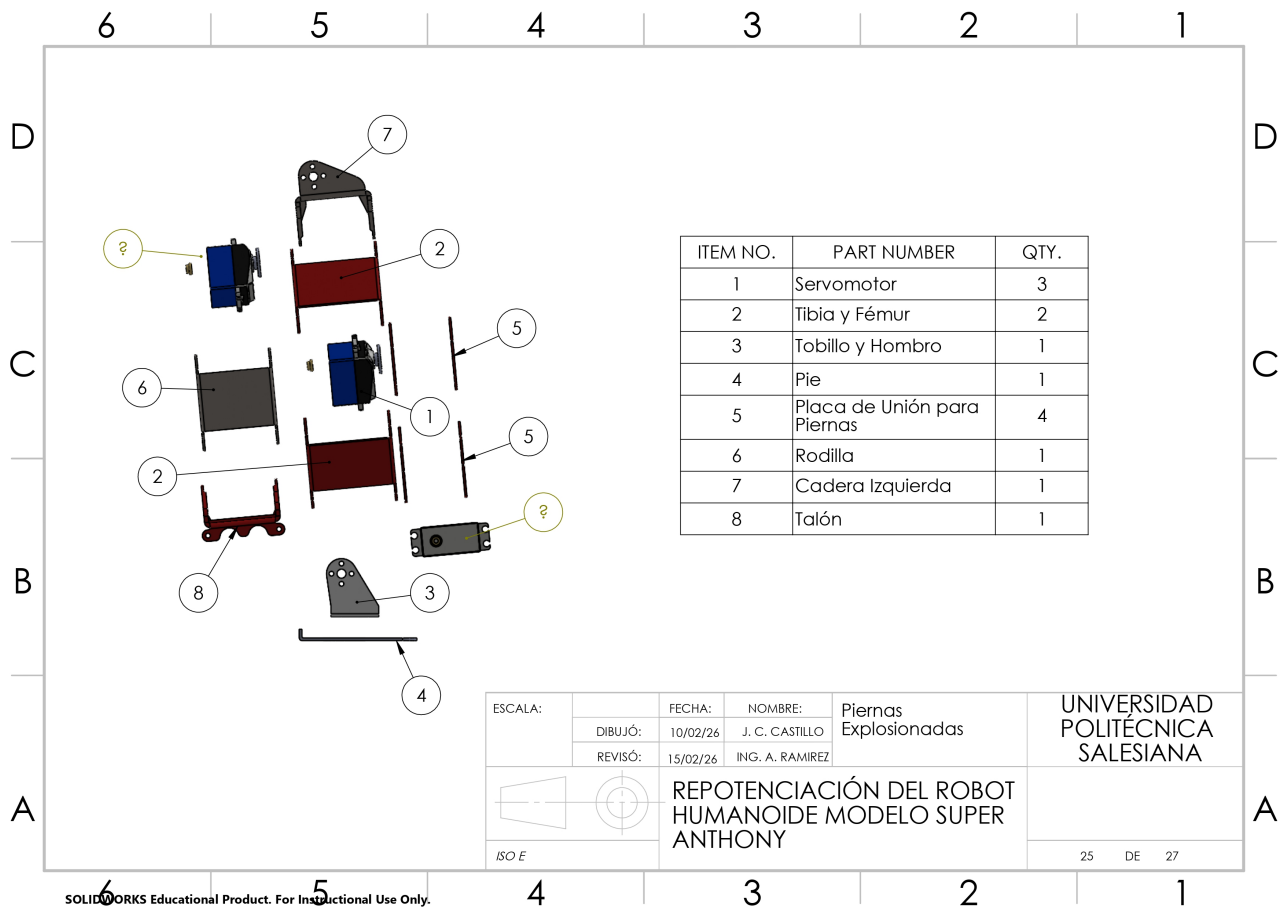 6 5 4 3 2 1
D D
7
?
2
ITEM NO. PART NUMBER QTY.
1 Servomotor 3
2 Tibia y Fémur 2
3 Tobillo y Hombro 1
4 Pie 1
5 Placa de Unión para
Piernas 4
6 Rodilla 1
7 Cadera Izquierda 1
8 Talón 1
5
C C
6
1
5
2
?
B B
8
3
4
ESCALA:
FECHA: NOMBRE:
DIBUJÓ: 10/02/26 J. C. CASTILLO
REVISÓ: 15/02/26 ING. A. RAMIREZ
Piernas
Explosionadas
UNIVERSIDAD
POLITÉCNICA
SALESIANA
A A
REPOTENCIACIÓN DEL ROBOT
HUMANOIDE MODELO SUPER
ANTHONY
ISO E
25 DE 27
6 5 4 3 2 1
SOLIDWORKS Educational Product. For Instructional Use Only.